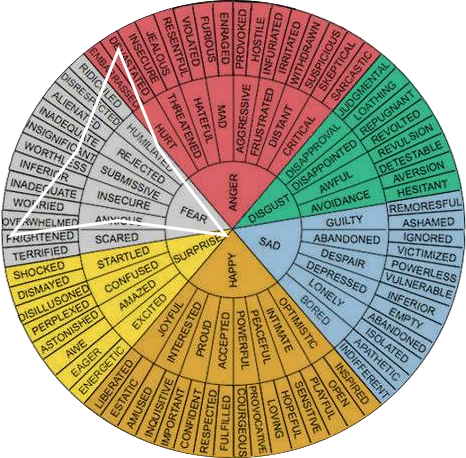 ANGER
DISGUST
SAD
HAPPY
SURPRISE
FEAR
HURT
THREATENED
HATEFUL
MAD
AGGRESSIVE
FRUSTRATED
DISTANT
CRITICAL
DISAPPROVAL
DISAPPOINTED
AWFUL
AVOIDANCE
GUILTY
ABANDONED
DESPAIR
DEPRESSED
LONELY
BORED
OPTIMISTIC
INTIMATE
PEACEFUL
POWERFUL
ACCEPTED
PROUD
INTERESTED
JOYFUL
EXCITED
AMAZED
CONFUSED
STARTLED
SCARED
ANXIOUS
INSECURE
SUBMISSIVE
REJECTED
HUMILIATED
EMBARRASSED
DEVASTATED
INSECURE
JEALOUS
RESENTFUL
VIOLATED
FURIOUS
ENRAGED
PROVOKED
HOSTILE
INFURIATED
IRRITATED
WITHDRAWN
SUSPICIOUS
SKEPTICAL
SARCASTIC
JUDGMENTAL
LOATHING
REPUGNANT
REVOLTED
REVULSION
DETESTABLE
AVERSION
HESITANT
REMORSEFUL
ASHAMED
IGNORED
VICTIMIZED
POWERLESS
VULNERABLE
INFERIOR
EMPTY
ABANDONED
ISOLATED
APATHETIC
INDIFFERENT
INSPIRED
OPEN
PLAYFUL
SENSITIVE
HOPEFUL
LOVING
PROVOCATIVE
COURAGEOUS
FULFILLED
RESPECTED
CONFIDENT
IMPORTANT
INQUISITIVE
AMUSED
ESTATIC
LIBERATED
ENERGETIC
EAGER
AWE
ASTONISHED
PERPLEXED
DISILLUSIONED
DISMAYED
SHOCKED
TERRIFIED
FRIGHTENED
OVERWHELMED
WORRIED
INADEQUATE
INFERIOR
WORTHLESS
INSIGNIFICANT
INADEQUATE
ALIENATED
DISRESPECTED
RIDICULED